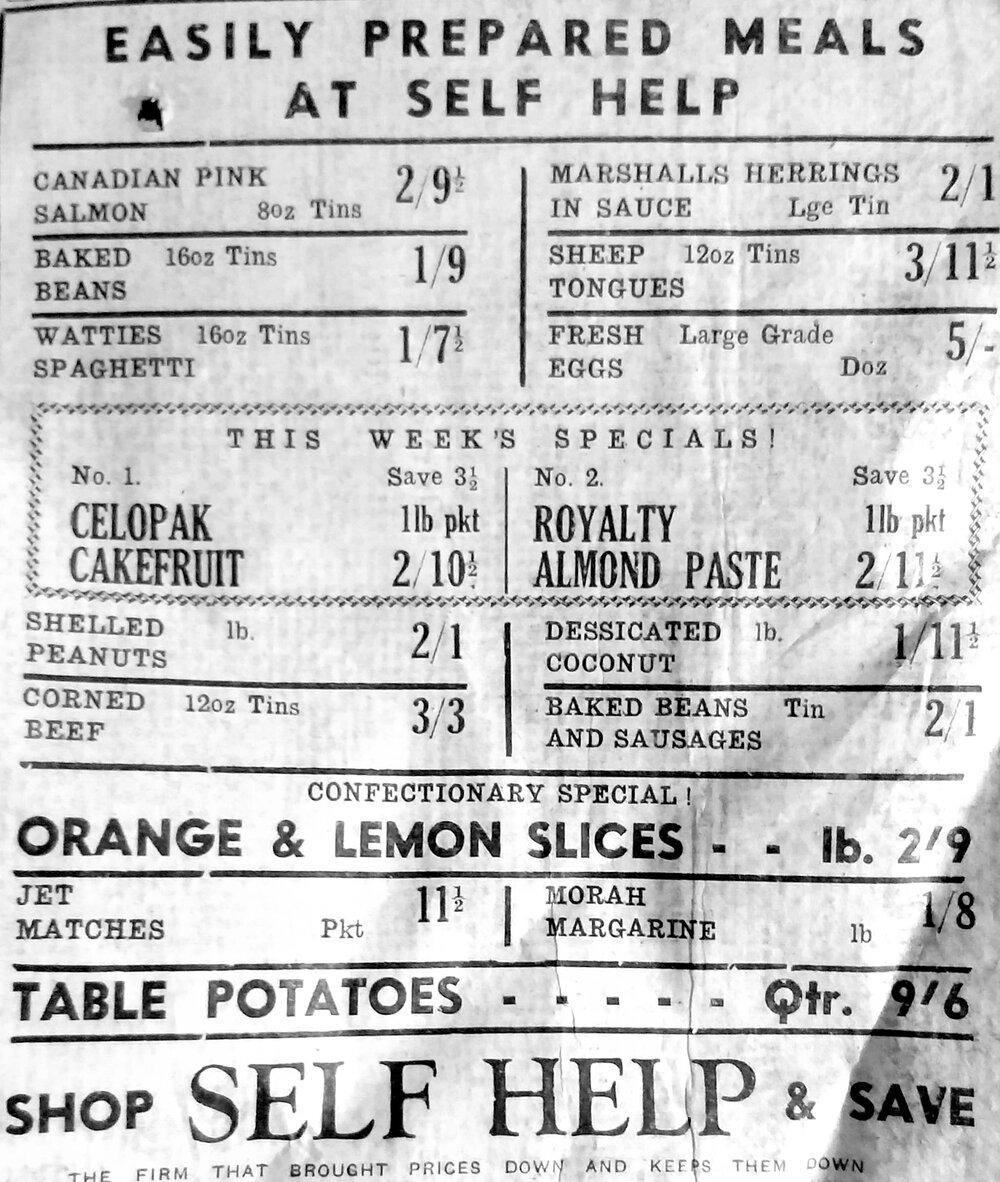 EASILY PREPARED MEALS
AT SELF HELP
CANADIAN PINK
SALMON 8oz Tins 2/9½
BAKED 16oz Tins 1/9
BEANS
WATTIES 16oz Tins 1/7½
SPAGHETTI
MARSHALLS HERRINGS 2/1
IN SAUCE Lge Tin
SHEEP 12oz Tins 3/11½
TONGUES
FRESH Large Grade 5/-
EGGS Doz
THIS WEEK'S SPECIALS!
No. 1. Save 3½
CELOPAK 1lb pkt
CAKEFRUIT 2/10½
No. 2. Save 3½
ROYALTY 1lb pkt
ALMOND PASTE 2/11½
SHELLED lb. 2/1
PEANUTS
CORNED 12oz Tins 3/3
BEEF
DESSICATED lb. 1/11½
COCONUT
BAKED BEANS Tin 2/1
AND SAUSAGES
CONFECTIONARY SPECIAL!
ORANGE & LEMON SLICES - - lb. 2/9
JET 11½
MATCHES Pkt
MORAH 1/8
MARGARINE lb
TABLE POTATOES - - - - - Qtr. 9/6
SHOP SELF HELP & SAVE
THE FIRM THAT BROUGHT PRICES DOWN AND KEEPS THEM DOWN